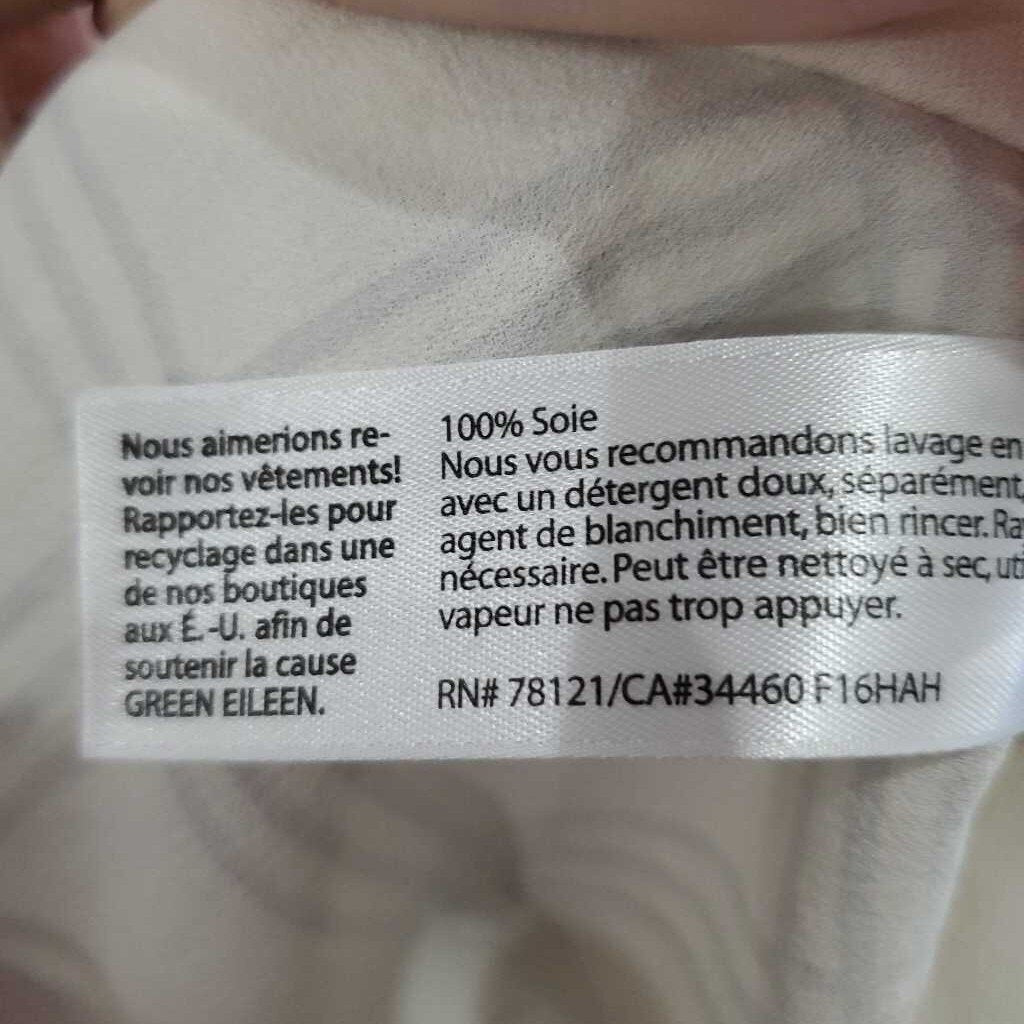 Nous aimerions re-
voir nos vêtements!
Rapportez-les pour
recyclage dans une
de nos boutiques
aux É.-U. afin de
soutenir la cause
GREEN EILEEN.
100% Soie
Nous vous recommandons lavage en
avec un détergent doux, séparément,
agent de blanchiment, bien rincer. Ra
nécessaire. Peut être nettoyé à sec, uti
vapeur ne pas trop appuyer.
RN# 78121/CA#34460 F16HAH